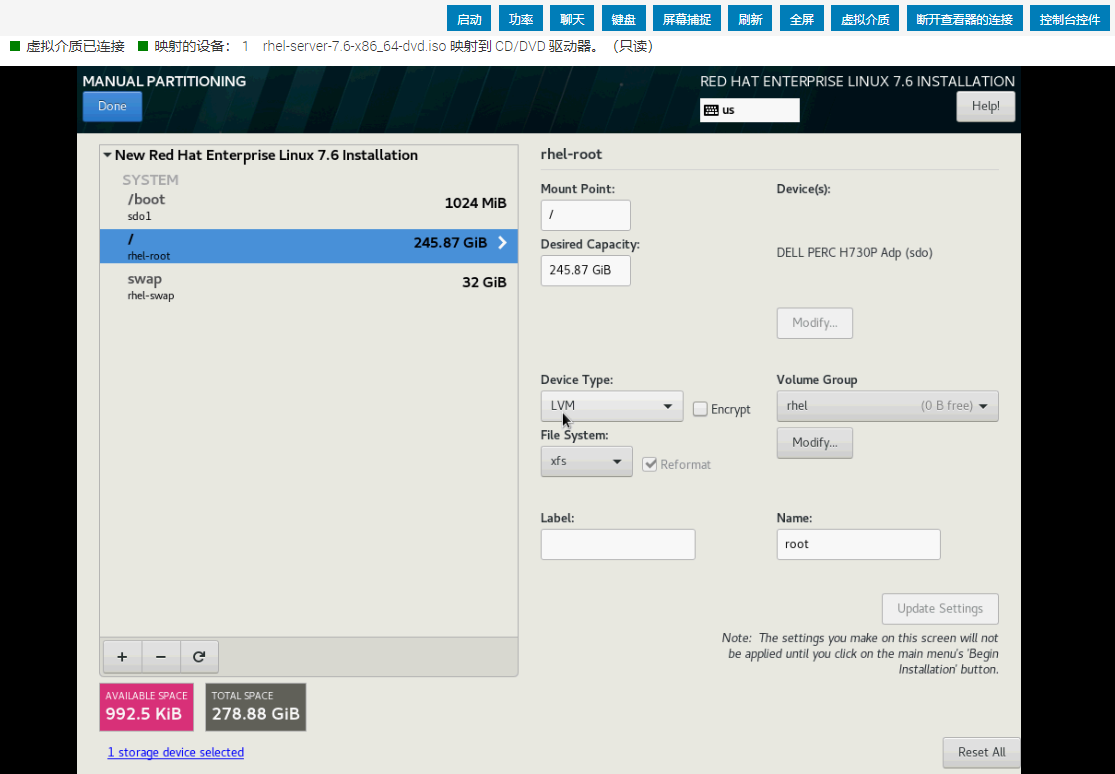 启动 功率 聊天 键盘 屏幕捕捉 刷新 全屏 虚拟介质 断开查看器的连接 控制台控件
虚拟介质已连接 映射的设备： 1 rhel-server-7.6-x86_64-dvd.iso 映射到 CD/DVD 驱动器。 （只读）
MANUAL PARTITIONING
RED HAT ENTERPRISE LINUX 7.6 INSTALLATION
Done
us
Help!
New Red Hat Enterprise Linux 7.6 Installation
SYSTEM
/boot
1024 MiB
sdo1
/
245.87 GiB
rhel-root
swap
32 GiB
rhel-swap
+ −
AVAILABLE SPACE
992.5 KiB
TOTAL SPACE
278.88 GiB
1 storage device selected
rhel-root
Mount Point:
/
Desired Capacity:
245.87 GiB
Device(s):
DELL PERC H730P Adp (sdo)
Modify...
Device Type:
LVM
Encrypt
File System:
xfs
Reformat
Volume Group
rhel (0 B free)
Modify...
Label:
Name:
root
Update Settings
Note: The settings you make on this screen will not
be applied until you click on the main menu's 'Begin
Installation' button.
Reset All